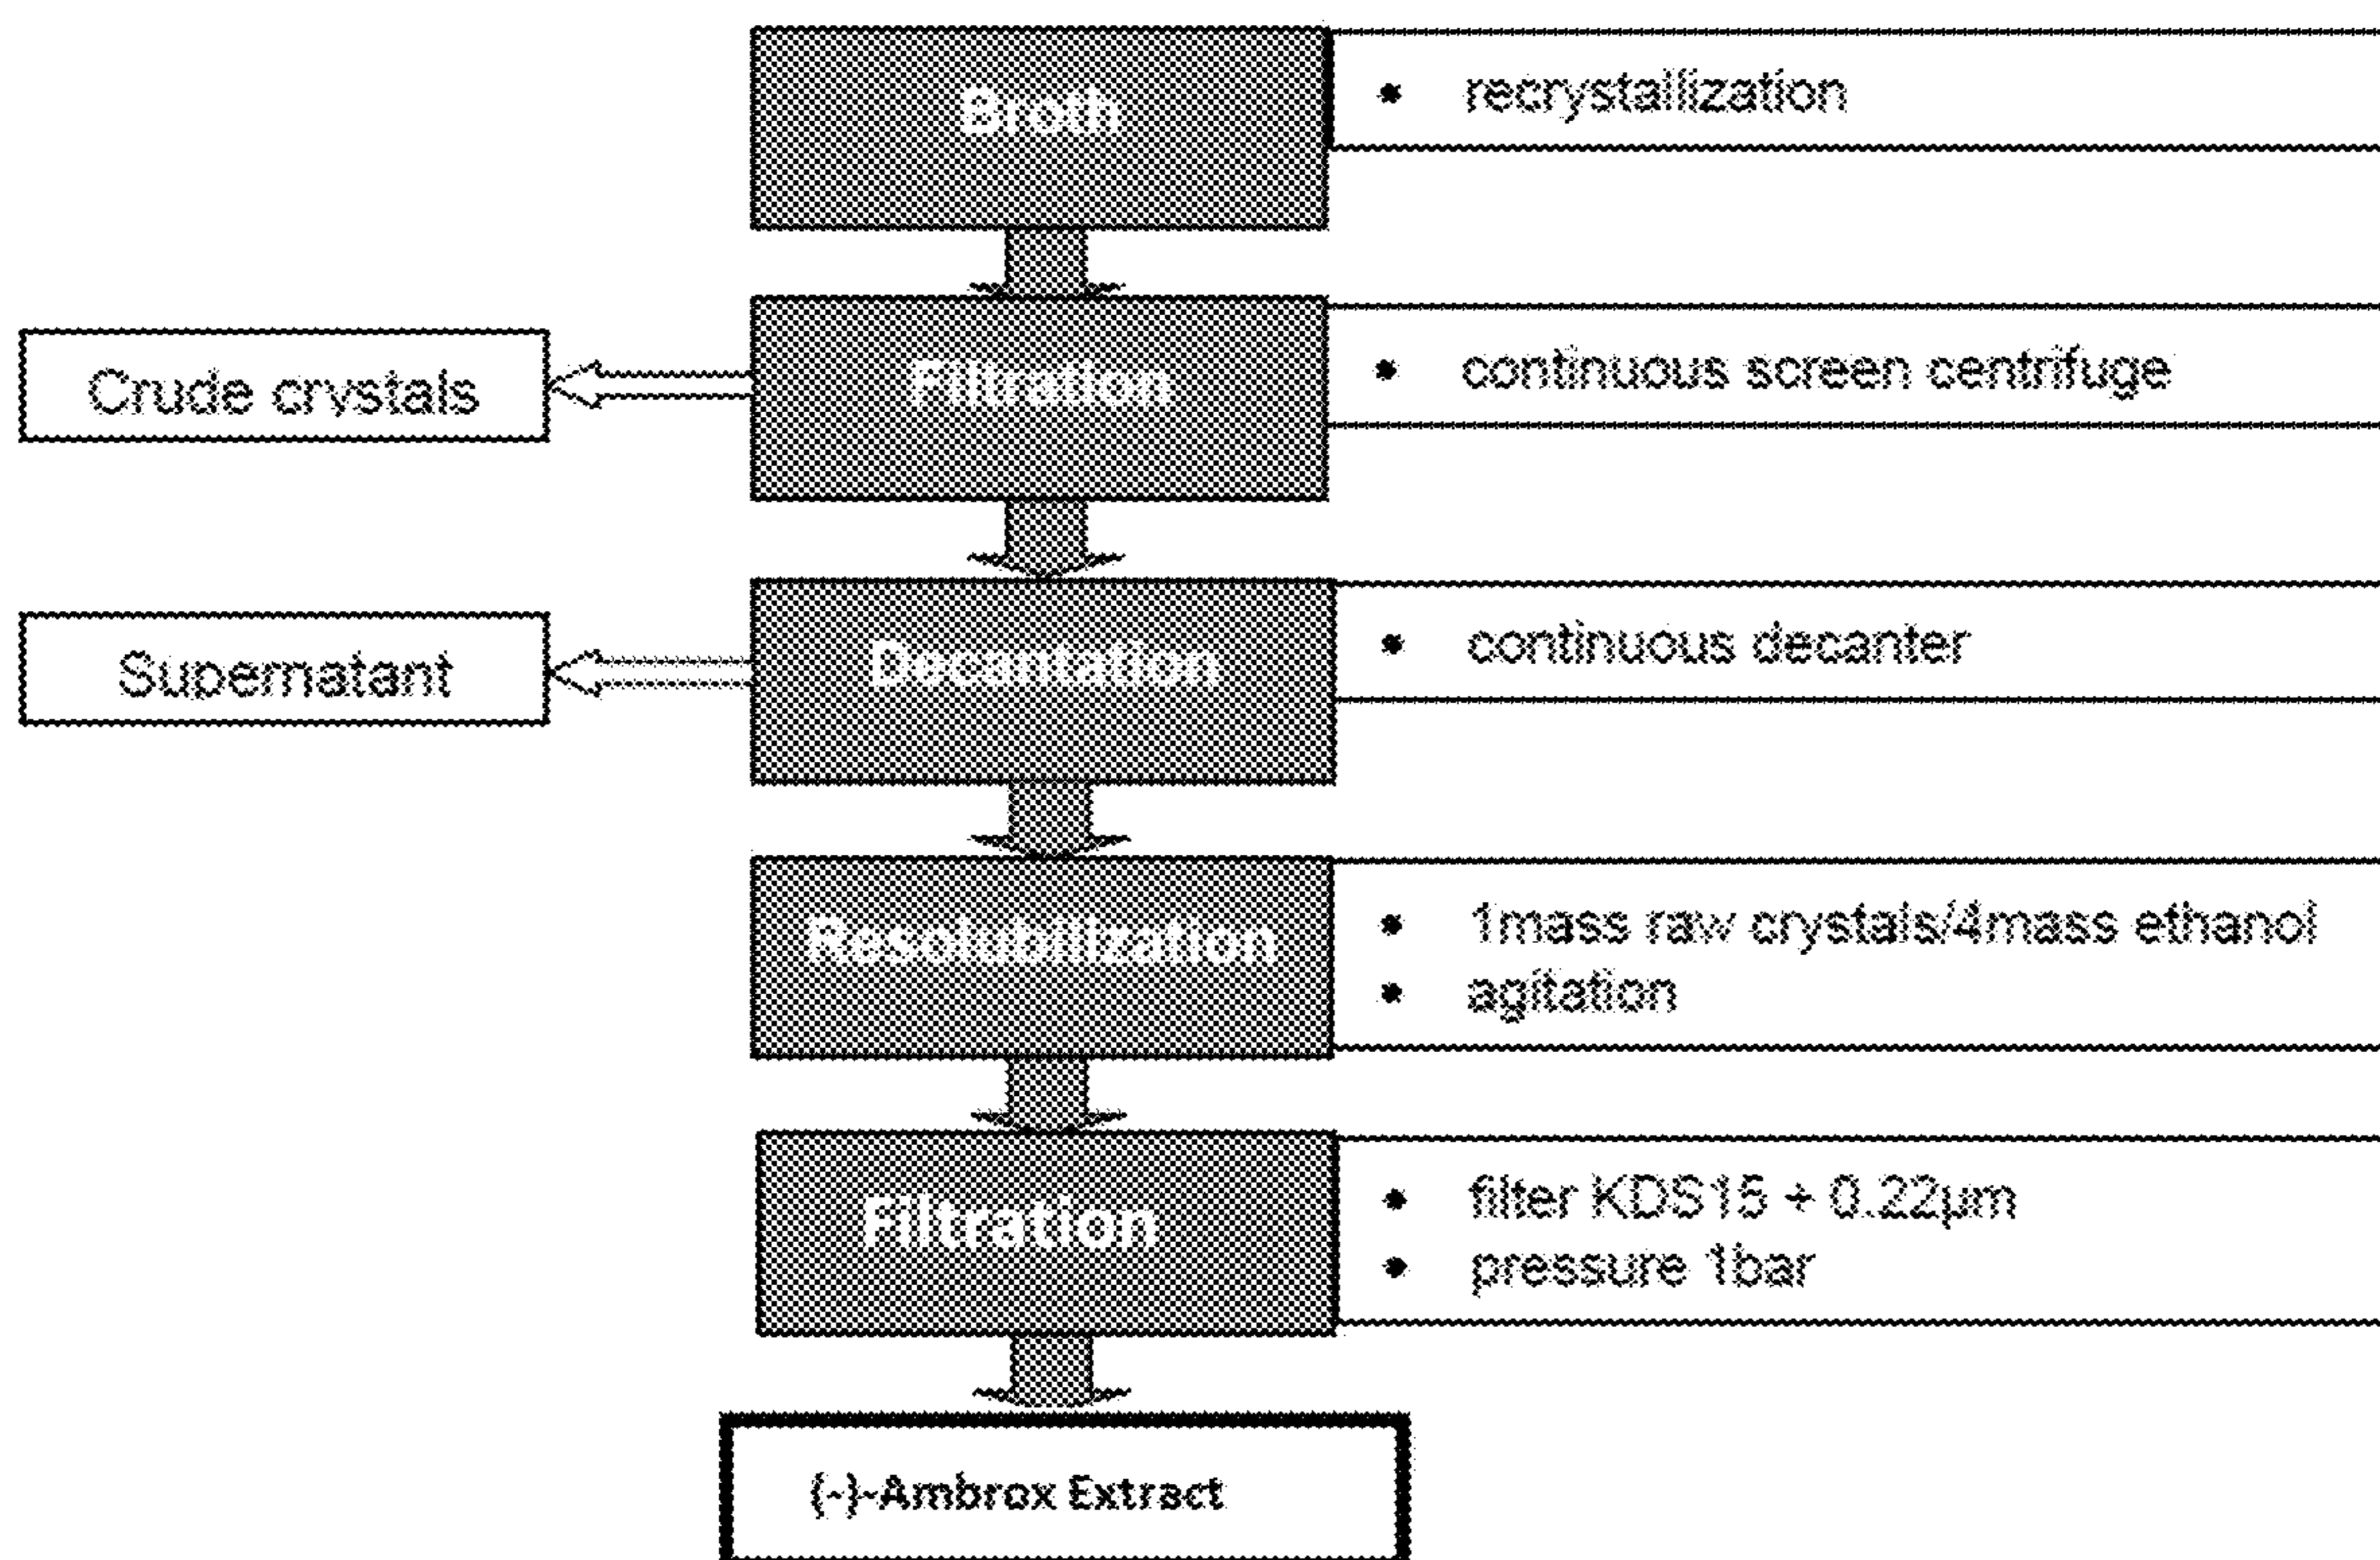 Broth
• recrystallization
Filtration
• continuous screen centrifuge
Crude crystals
Decantation
• continuous decanter
Supernatant
Resolubilization
• 1mass raw crystals/4mass ethanol
• agitation
Filtration
• filter KDS15 + 0.22µm
• pressure 1bar
(-)-Ambrox Extract